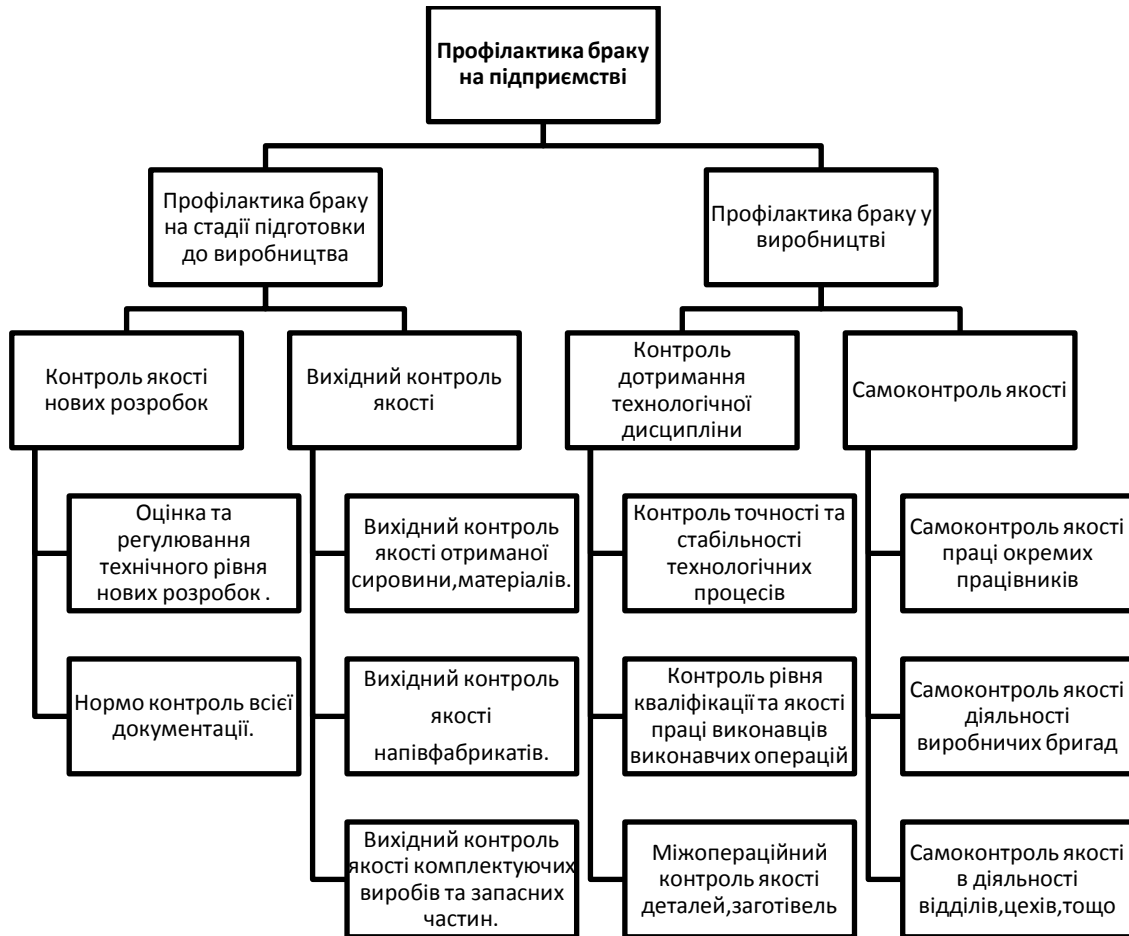 Профілактика браку
на підприємстві
Профілактика браку
на стадії підготовки
до виробництва
Профілактика браку у
виробництві
Контроль якості
нових розробок
Вихідний контроль
якості
Контроль
дотримання
технологічної
дисципліни
Самоконтроль якості
Оцінка та
регулювання
технічного рівня
нових розробок .
Нормо контроль всієї
документації.
Вихідний контроль
якості отриманої
сировини,матеріалів.
Вихідний контроль
якості
напівфабрикатів.
Вихідний контроль
якості комплектуючих
виробів та запасних
частин.
Контроль точності та
стабільності
технологічних
процесів
Контроль рівня
кваліфікації та якості
праці виконавців
виконавчих операцій
Міжопераційний
контроль якості
деталей,заготівель
Самоконтроль якості
праці окремих
працівників
Самоконтроль якості
діяльності
виробничих бригад
Самоконтроль якості
в діяльності
відділів,цехів,тощо